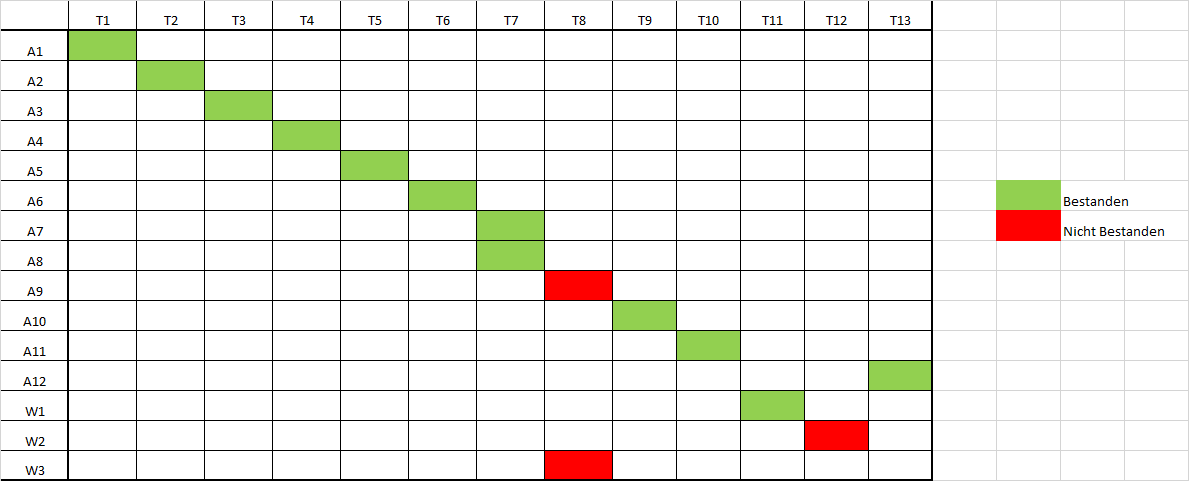 T1 T2 T3 T4 T5 T6 T7 T8 T9 T10 T11 T12 T13
A1
A2
A3
A4
A5
A6
Bestanden
A7
Nicht Bestanden
A8
A9
A10
A11
A12
W1
W2
W3